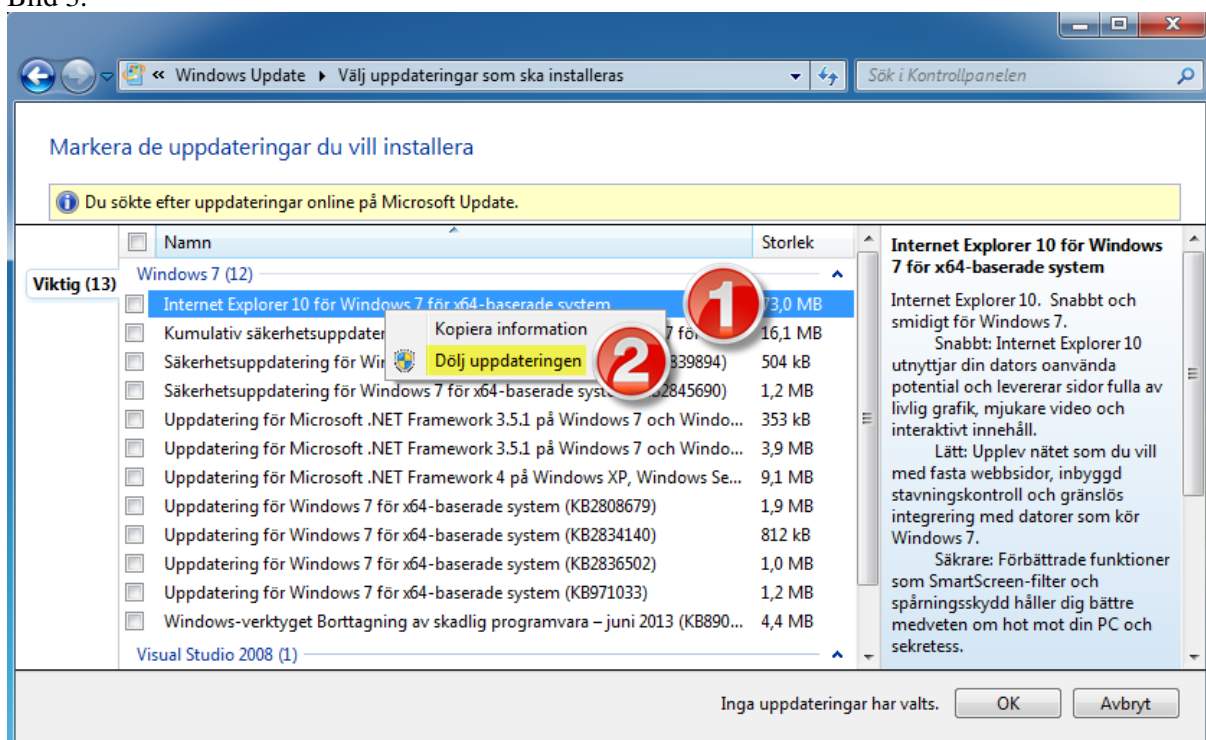 Bild 3.
« Windows Update ▸ Välj uppdateringar som ska installeras
Sök i Kontrollpanelen
Markera de uppdateringar du vill installera
Du sökte efter uppdateringar online på Microsoft Update.
Namn Storlek
Viktig (13)
Windows 7 (12)
Internet Explorer 10 för Windows 7 för x64-baserade system 73,0 MB
Kumulativ säkerhetsuppdater 7 för 16,1 MB
Säkerhetsuppdatering för Wir 839894) 504 kB
Säkerhetsuppdatering för Windows 7 för x64-baserade syst 2845690) 1,2 MB
Uppdatering för Microsoft .NET Framework 3.5.1 på Windows 7 och Windo... 353 kB
Uppdatering för Microsoft .NET Framework 3.5.1 på Windows 7 och Windo... 3,9 MB
Uppdatering för Microsoft .NET Framework 4 på Windows XP, Windows Se... 9,1 MB
Uppdatering för Windows 7 för x64-baserade system (KB2808679) 1,9 MB
Uppdatering för Windows 7 för x64-baserade system (KB2834140) 812 kB
Uppdatering för Windows 7 för x64-baserade system (KB2836502) 1,0 MB
Uppdatering för Windows 7 för x64-baserade system (KB971033) 1,2 MB
Windows-verktyget Borttagning av skadlig programvara – juni 2013 (KB890... 4,4 MB
Visual Studio 2008 (1)
Kopiera information
Dölj uppdateringen
1
2
Internet Explorer 10 för Windows
7 för x64-baserade system
Internet Explorer 10. Snabbt och
smidigt för Windows 7.
Snabbt: Internet Explorer 10
utnyttjar din dators oanvända
potential och levererar sidor fulla av
livlig grafik, mjukare video och
interaktivt innehåll.
Lätt: Upplev nätet som du vill
med fasta webbsidor, inbyggd
stavningskontroll och gränslös
integrering med datorer som kör
Windows 7.
Säkrare: Förbättrade funktioner
som SmartScreen-filter och
spårningsskydd håller dig bättre
medveten om hot mot din PC och
sekretess.
Inga uppdateringar har valts.
OK
Avbryt